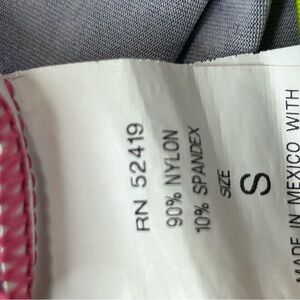 RN 52419
90% NYLON
10% SPANDEX
SIZE
S
MADE IN MEXICO WITH